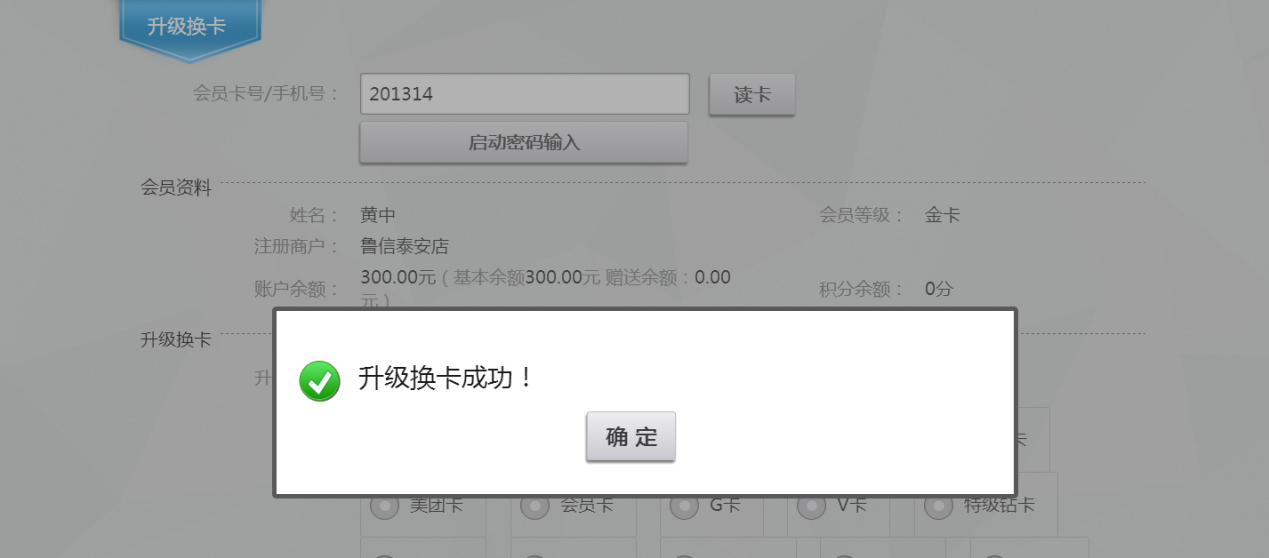 升级换卡
会员卡号/手机号： 201314 读卡
启动密码输入
会员资料
姓名： 黄中 会员等级： 金卡
注册商户： 鲁信泰安店
账户余额： 300.00元（基本余额300.00元 赠送余额：0.00元） 积分余额： 0分
升级换卡
升
升级换卡成功！
卡
确 定
美团卡 会员卡 G卡 V卡 特级钻卡